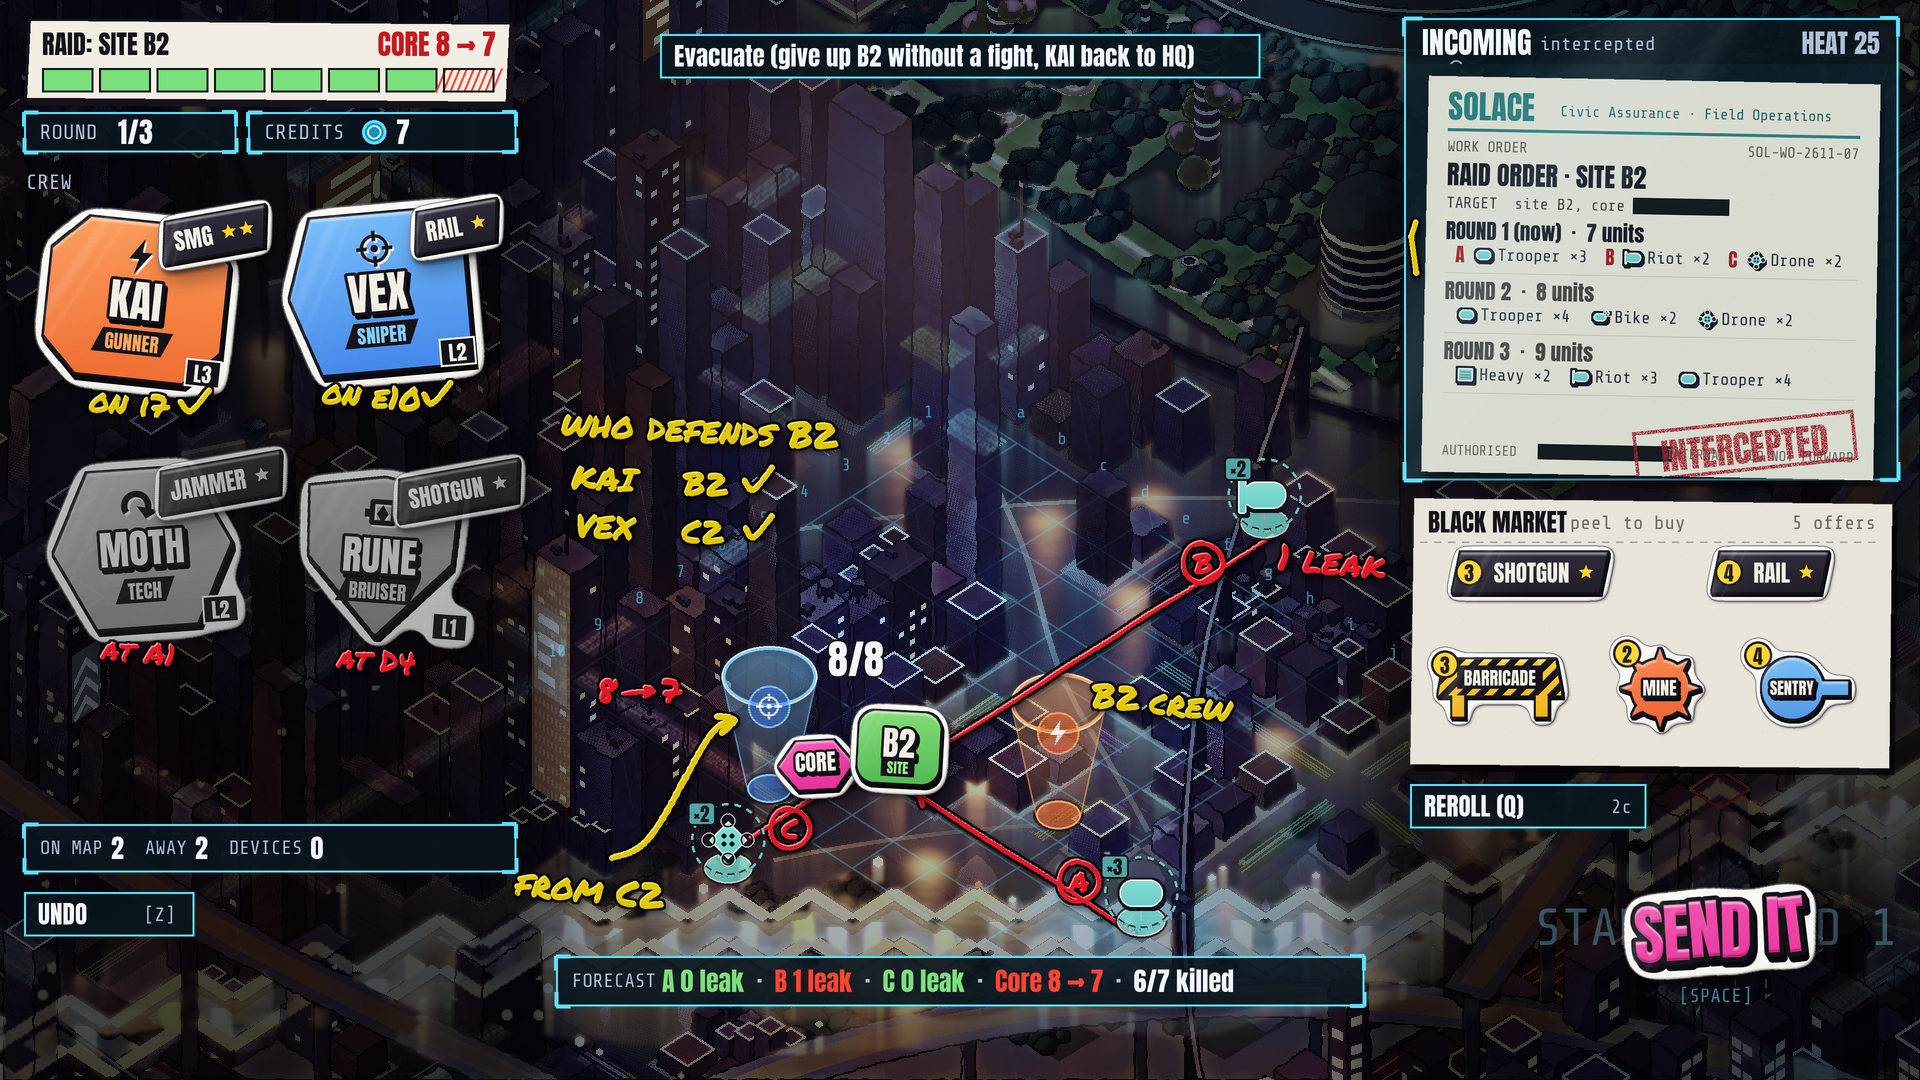 RAID: SITE B2 CORE 8→7
ROUND 1/3 CREDITS 7
CREW
KAI GUNNER L3 SMG ★★
ON I7 ✓
VEX SNIPER L2 RAIL ★
ON E10 ✓
MOTH TECH L2 JAMMER ★
AT A1
RUNE BRUISER L1 SHOTGUN ★
AT D4
ON MAP 2 AWAY 2 DEVICES 0
UNDO [Z]
Evacuate (give up B2 without a fight, KAI back to HQ)
WHO DEFENDS B2
KAI B2 ✓
VEX C2 ✓
1
2
3
4
7
8
9
10
a
b
c
d
e
f
g
h
i
j
×2
B
1 LEAK
8/8
8→7
B2 CREW
CORE
B2
SITE
×2
C
A
×3
FROM C2
FORECAST A 0 leak · B 1 leak · C 0 leak · Core 8→7 · 6/7 killed
INCOMING intercepted HEAT 25
SOLACE Civic Assurance · Field Operations
WORK ORDER SOL-WO-2611-07
RAID ORDER · SITE B2
TARGET site B2, core
ROUND 1 (now) · 7 units
A Trooper ×3 B Riot ×2 C Drone ×2
ROUND 2 · 8 units
Trooper ×4 Bike ×2 Drone ×2
ROUND 3 · 9 units
Heavy ×2 Riot ×3 Trooper ×4
AUTHORISED
INTERCEPTED
BLACK MARKET peel to buy 5 offers
3 SHOTGUN ★
4 RAIL ★
3 BARRICADE
2 MINE
4 SENTRY
REROLL (Q) 2c
SEND IT
[SPACE]